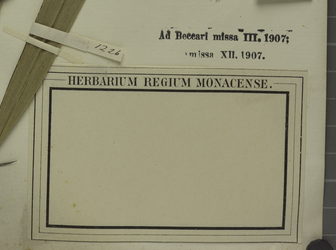 Ad Beccari missa III. 1907;
missa XII. 1907.
1226
HERBARIUM REGIUM MONACENSE.